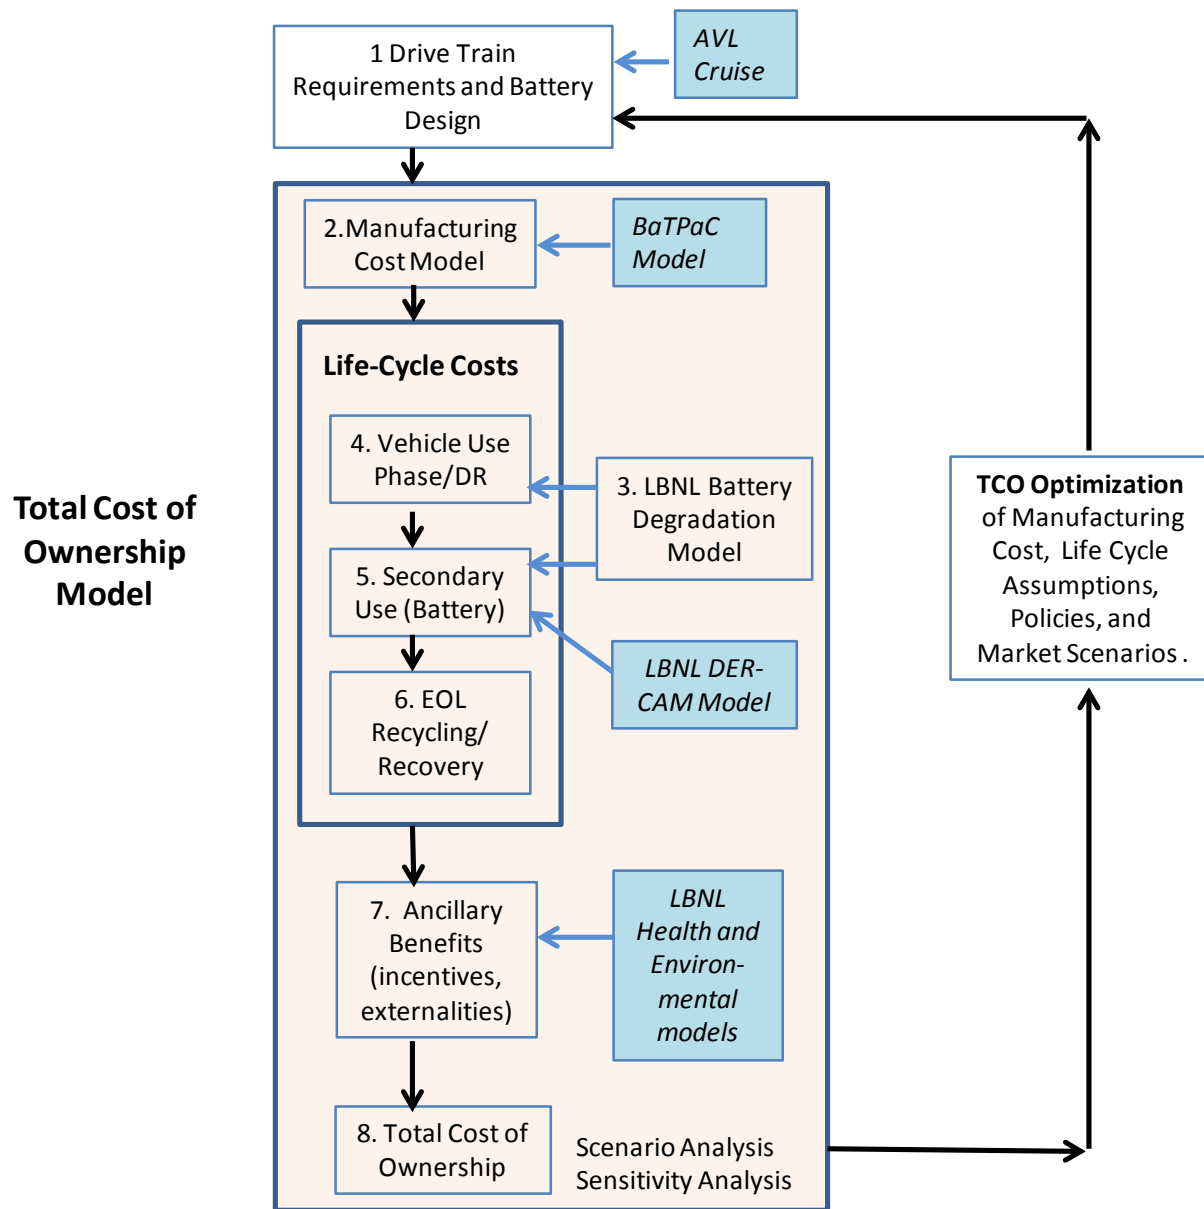 1 Drive Train
Requirements and Battery
Design
AVL
Cruise
2.Manufacturing
Cost Model
BaTPaC
Model
Life-Cycle Costs
4. Vehicle Use
Phase/DR
3. LBNL Battery
Degradation
Model
5. Secondary
Use (Battery)
LBNL DER-
CAM Model
6. EOL
Recycling/
Recovery
Total Cost of
Ownership
Model
TCO Optimization
of Manufacturing
Cost, Life Cycle
Assumptions,
Policies, and
Market Scenarios .
7. Ancillary
Benefits
(incentives,
externalities)
LBNL
Health and
Environ-
mental
models
8. Total Cost of
Ownership
Scenario Analysis
Sensitivity Analysis